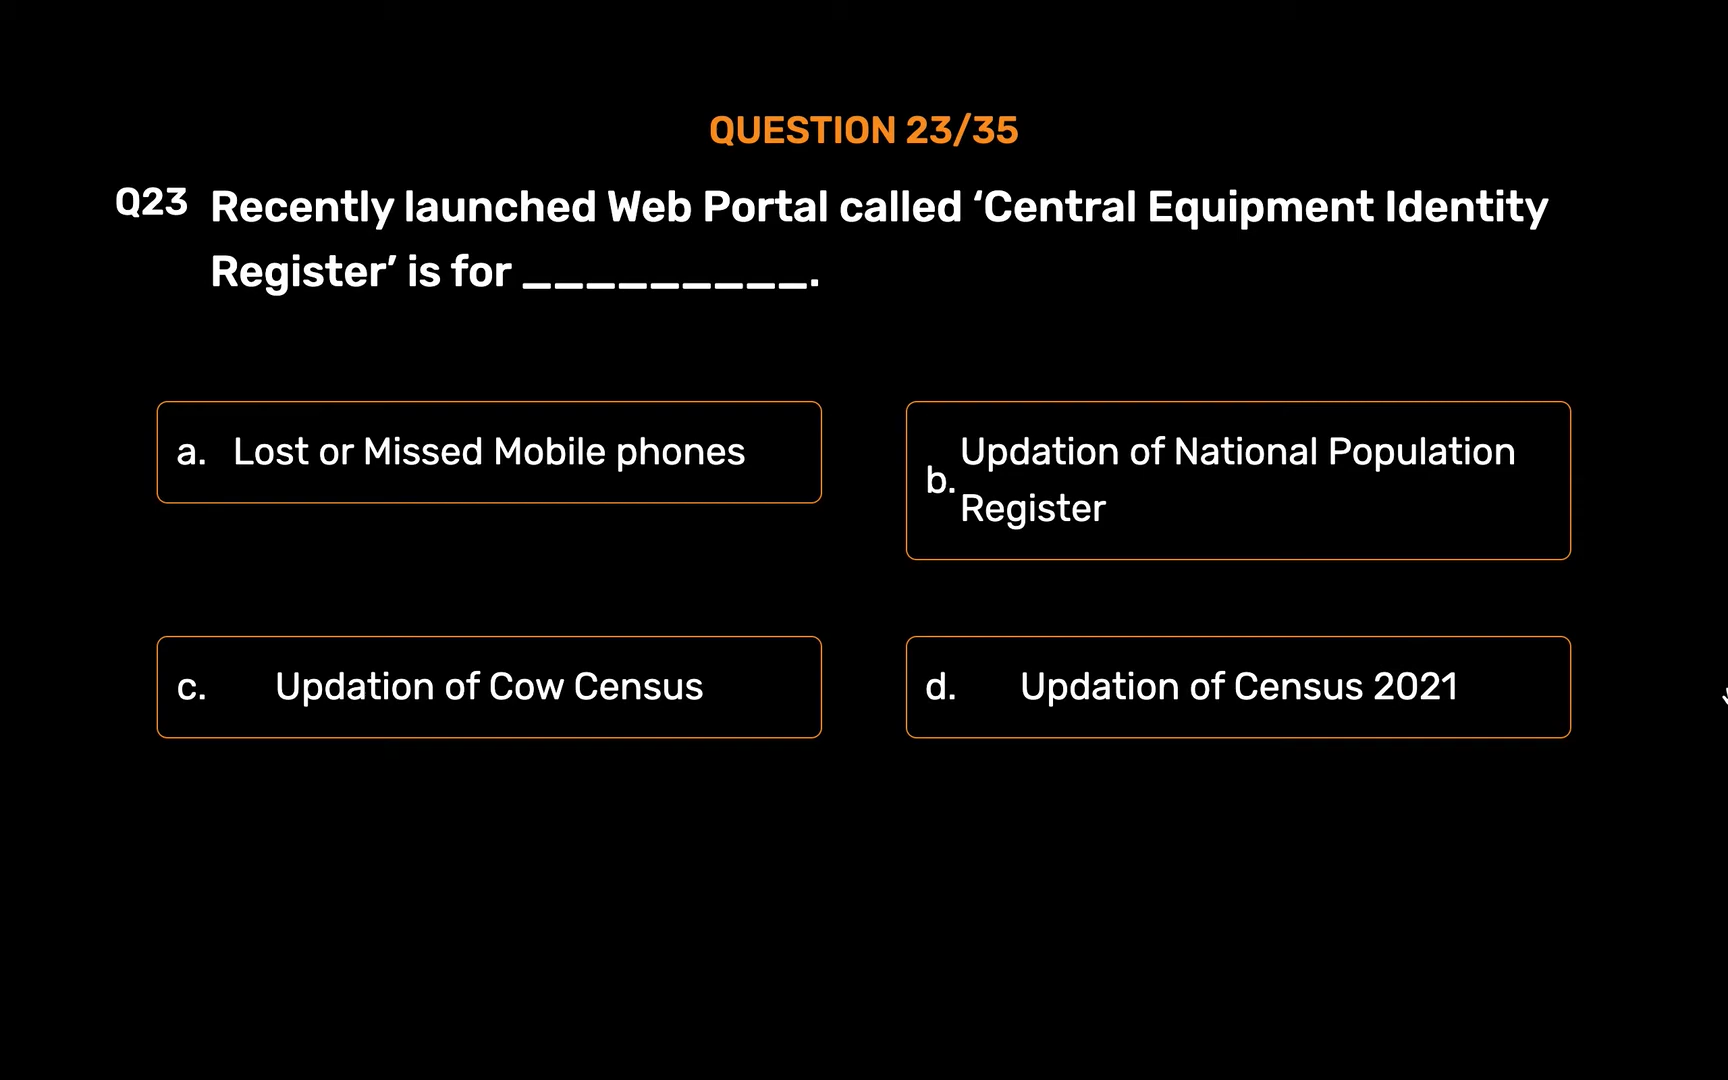 QUESTION 23/35
Q23 Recently launched Web Portal called ‘Central Equipment Identity
Register’ is for _________.
a. Lost or Missed Mobile phones
b. Updation of National Population
Register
c. Updation of Cow Census
d. Updation of Census 2021